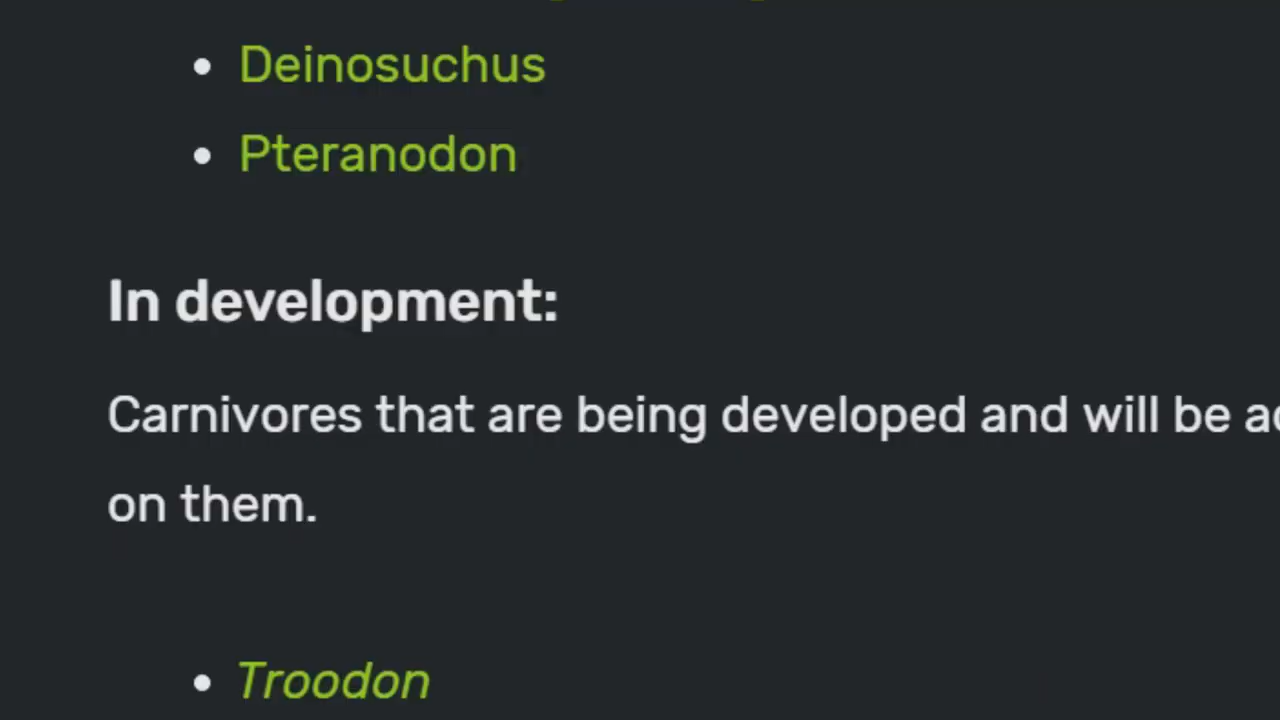 Deinosuchus
Pteranodon
In development:
Carnivores that are being developed and will be
on them.
Troodon